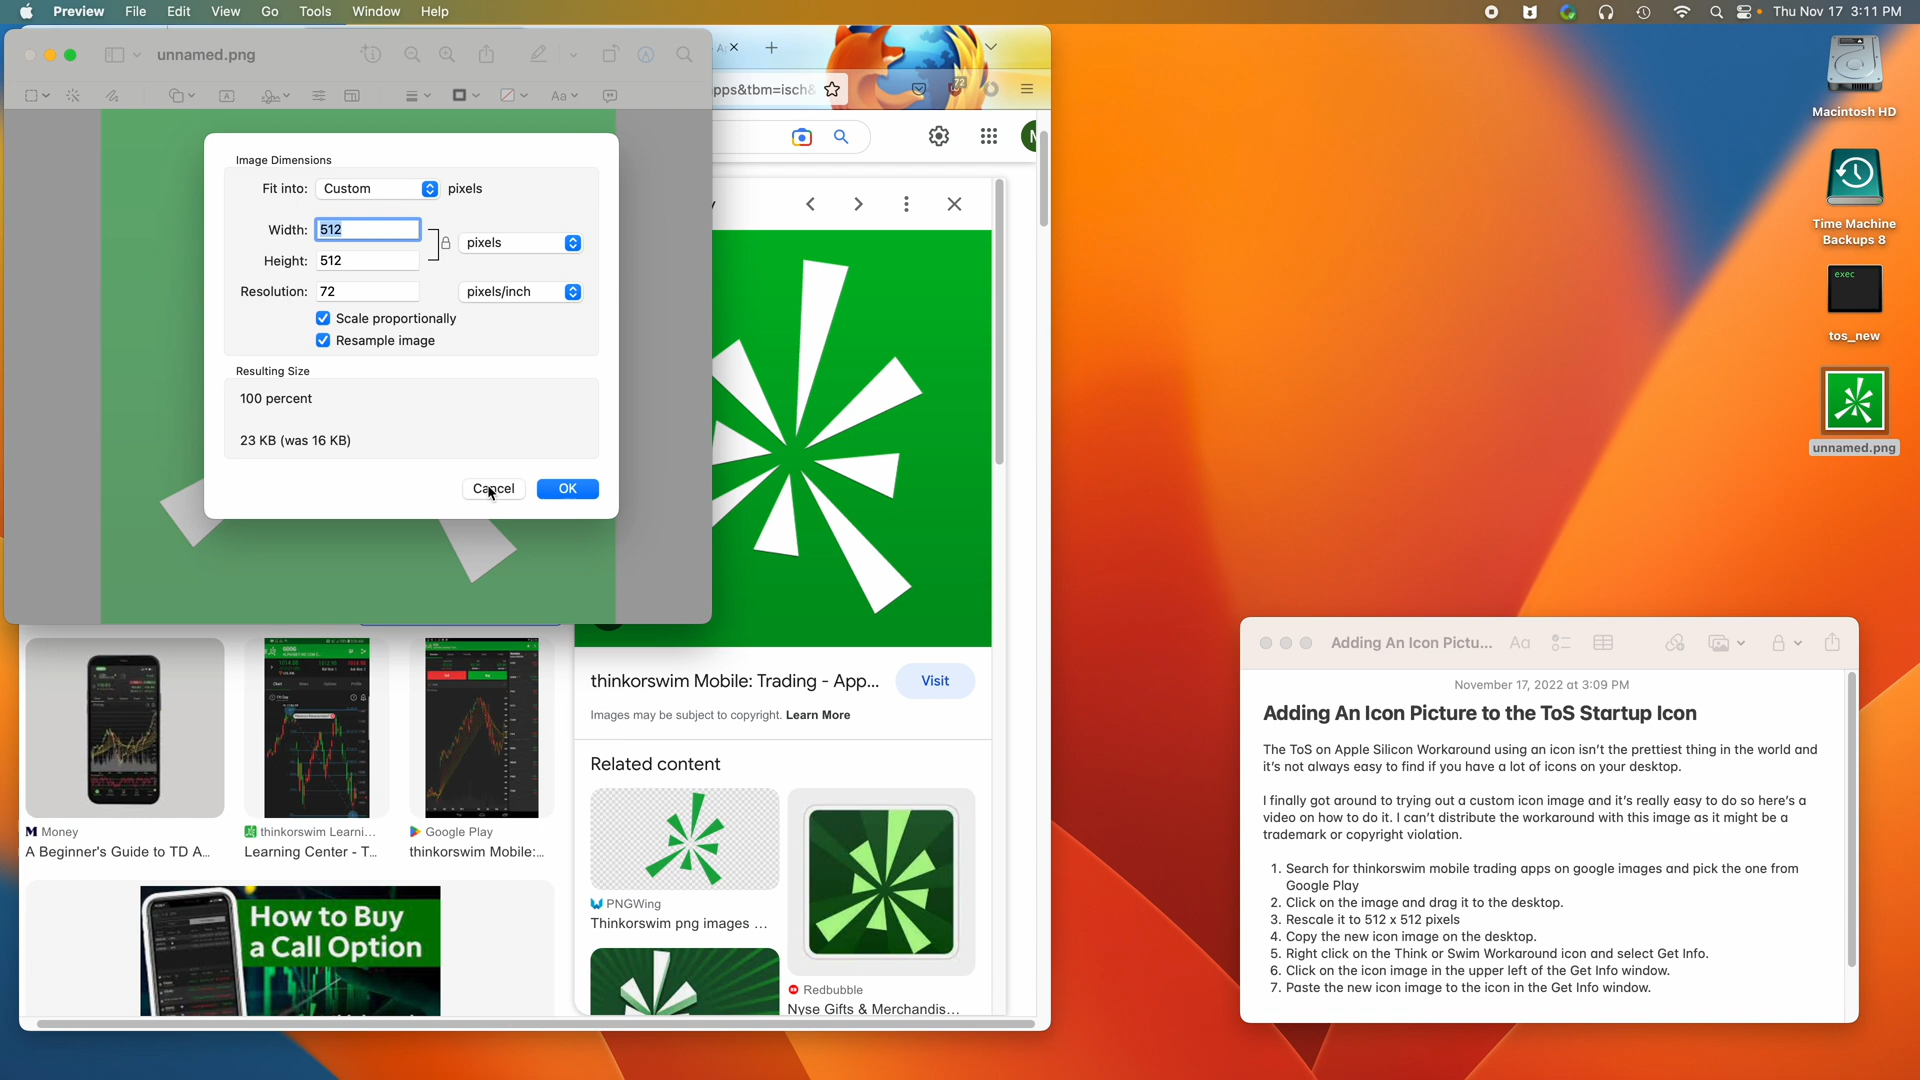 Preview File Edit View Go Tools Window Help
Thu Nov 17 3:11 PM
unnamed.png
Aa
pps&tbm=isch&
72
Image Dimensions
Fit into: Custom pixels
Width: 512
Height: 512
pixels
Resolution: 72 pixels/inch
Scale proportionally
Resample image
Resulting Size
100 percent
23 KB (was 16 KB)
Cancel OK
Macintosh HD
Time Machine
Backups 8
exec
tos_new
unnamed.png
thinkorswim Mobile: Trading - App... Visit
Images may be subject to copyright. Learn More
Related content
PNGWing
Thinkorswim png images ...
Redbubble
Nyse Gifts & Merchandis...
Money
A Beginner's Guide to TD A...
thinkorswim Learni...
Learning Center - T...
Google Play
thinkorswim Mobile:...
How to Buy
a Call Option
Adding An Icon Pictu... Aa
November 17, 2022 at 3:09 PM
Adding An Icon Picture to the ToS Startup Icon
The ToS on Apple Silicon Workaround using an icon isn't the prettiest thing in the world and
it's not always easy to find if you have a lot of icons on your desktop.
I finally got around to trying out a custom icon image and it's really easy to do so here's a
video on how to do it. I can't distribute the workaround with this image as it might be a
trademark or copyright violation.
1. Search for thinkorswim mobile trading apps on google images and pick the one from
Google Play
2. Click on the image and drag it to the desktop.
3. Rescale it to 512 x 512 pixels
4. Copy the new icon image on the desktop.
5. Right click on the Think or Swim Workaround icon and select Get Info.
6. Click on the icon image in the upper left of the Get Info window.
7. Paste the new icon image to the icon in the Get Info window.